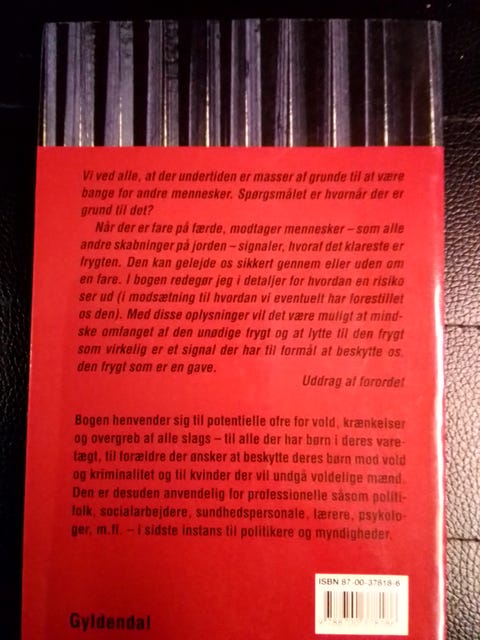 Vi ved alle, at der undertiden er masser af grunde til at være
bange for andre mennesker. Spørgsmålet er hvornår der er
grund til det?
Når der er fare på færde, modtager mennesker – som alle
andre skabninger på jorden – signaler, hvoraf det klareste er
frygten. Den kan gelejde os sikkert gennem eller uden om
en fare. I bogen redegør jeg i detaljer for hvordan en risiko
ser ud (i modsætning til hvordan vi eventuelt har forestillet
os den). Med disse oplysninger vil det være muligt at mind-
ske omfanget af den unødige frygt og at lytte til den frygt
som virkelig er et signal der har til formål at beskytte os,
den frygt som er en gave.
Uddrag af forordet
Bogen henvender sig til potentielle ofre for vold, krænkelser
og overgreb af alle slags – til alle der har børn i deres vare-
tægt, til forældre der ønsker at beskytte deres børn mod vold
og kriminalitet og til kvinder der vil undgå voldelige mænd.
Den er desuden anvendelig for professionelle såsom politi-
folk, socialarbejdere, sundhedspersonale, lærere, psykolo-
ger, m.fl. – i sidste instans til politikere og myndigheder.
ISBN 87-00-37818-6
Gyldendal